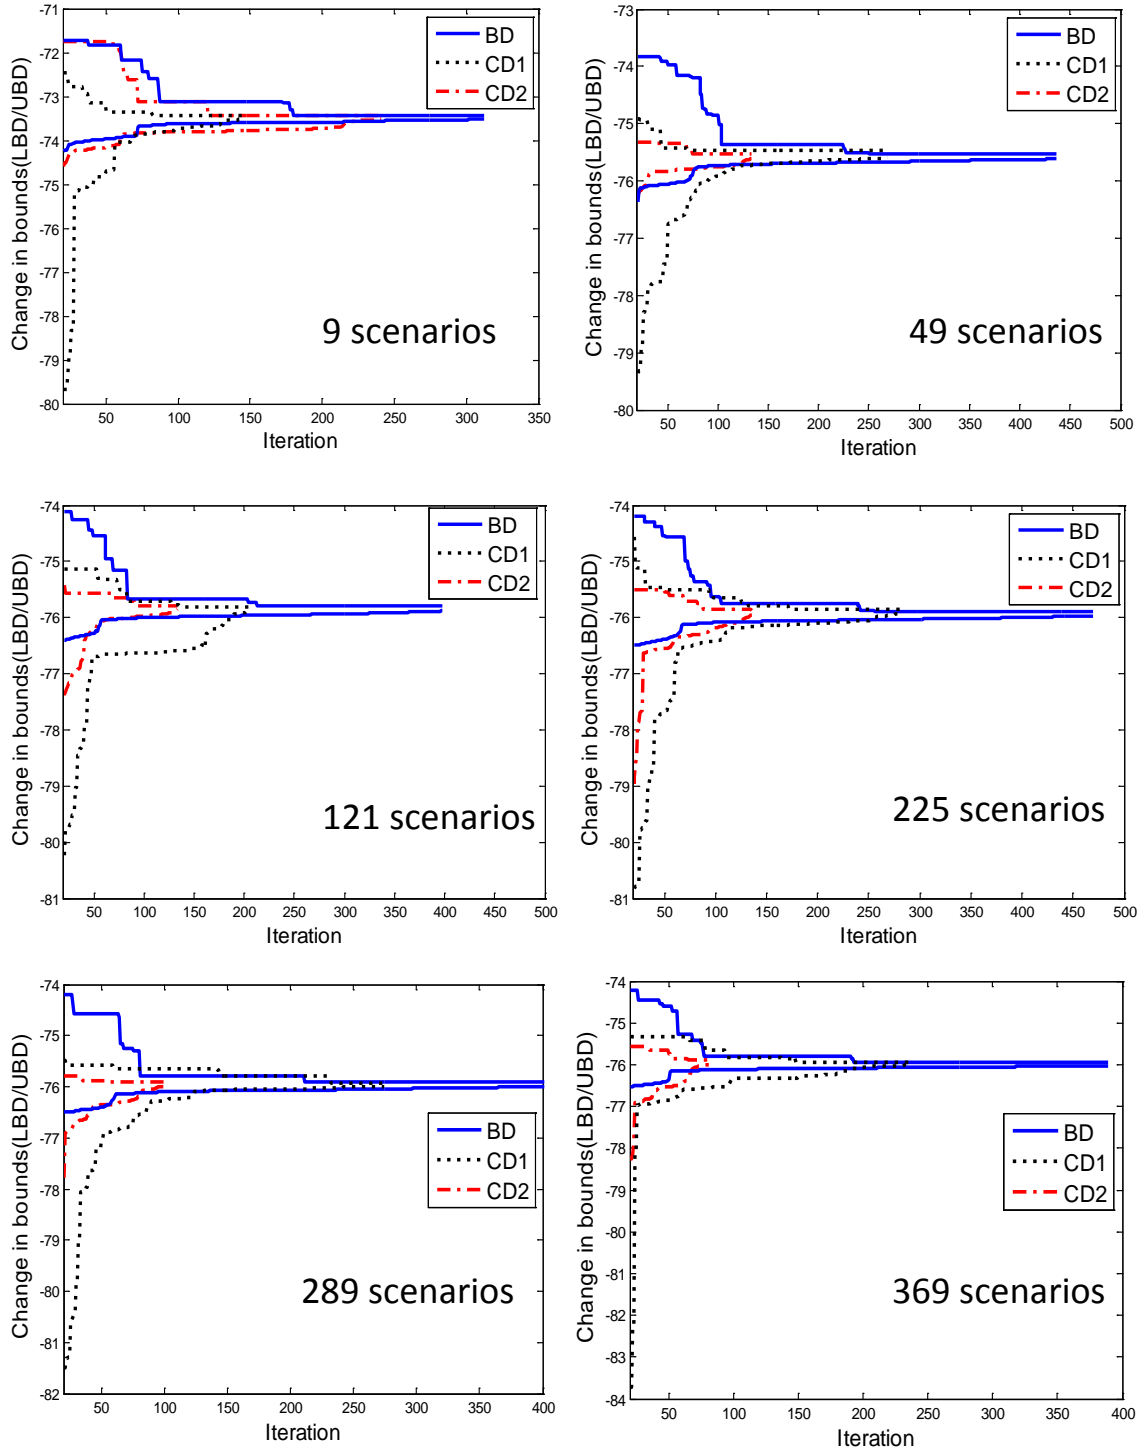 -71
-72
-73
-74
-75
-76
-77
-78
-79
-80
50
100
150
200
250
300
350
Change in bounds(LBD/UBD)
Iteration
BD
CD1
CD2
9 scenarios
-73
-74
-75
-76
-77
-78
-79
-80
50
100
150
200
250
300
350
400
450
500
Change in bounds(LBD/UBD)
Iteration
BD
CD1
CD2
49 scenarios
-74
-75
-76
-77
-78
-79
-80
-81
50
100
150
200
250
300
350
400
450
500
Change in bounds(LBD/UBD)
Iteration
BD
CD1
CD2
121 scenarios
-74
-75
-76
-77
-78
-79
-80
-81
50
100
150
200
250
300
350
400
450
500
Change in bounds(LBD/UBD)
Iteration
BD
CD1
CD2
225 scenarios
-74
-75
-76
-77
-78
-79
-80
-81
-82
50
100
150
200
250
300
350
400
Change in bounds(LBD/UBD)
Iteration
BD
CD1
CD2
289 scenarios
-74
-75
-76
-77
-78
-79
-80
-81
-82
-83
-84
50
100
150
200
250
300
350
400
Change in bounds(LBD/UBD)
Iteration
BD
CD1
CD2
369 scenarios